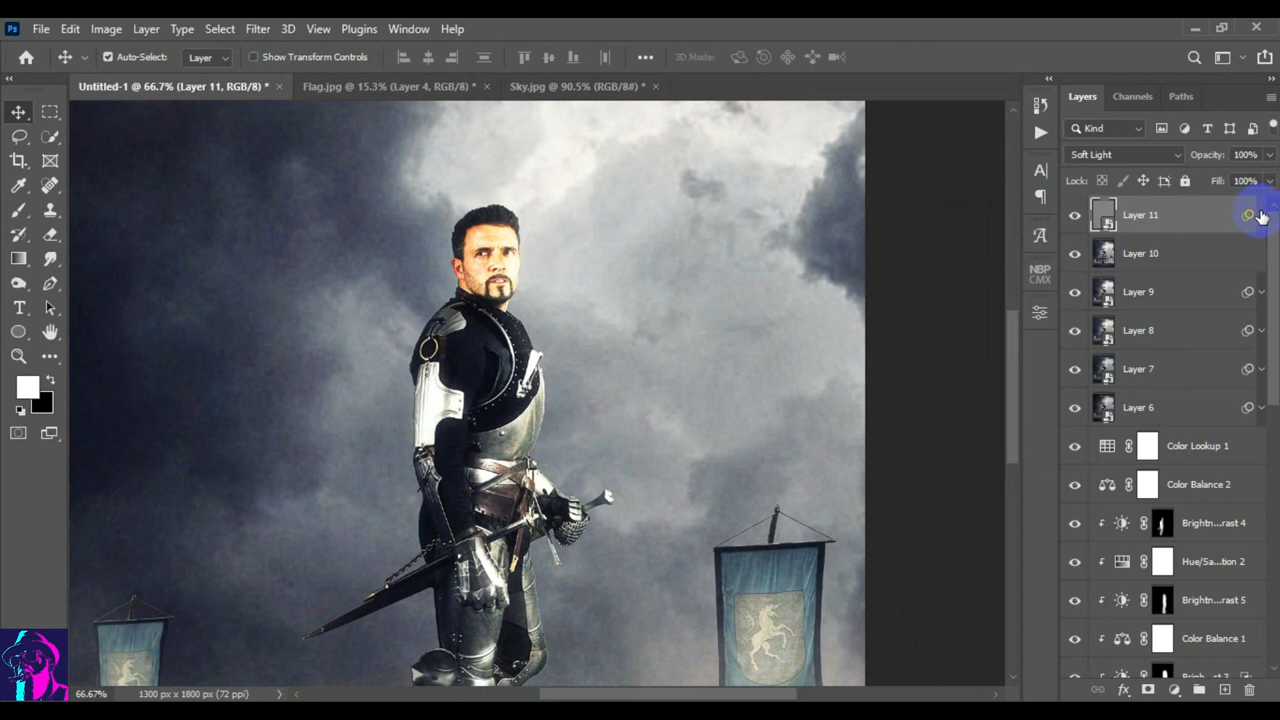 Ps File Edit Image Layer Type Select Filter 3D View Plugins Window Help
Auto-Select: Layer Show Transform Controls 3D Mode:
Untitled-1 @ 66.7% (Layer 11, RGB/8) * Flag.jpg @ 15.3% (Layer 4, RGB/8) * Sky.jpg @ 90.5% (RGB/8#) *
Layers Channels Paths
Kind
Soft Light Opacity: 100%
Lock: Fill: 100%
Layer 11
Layer 10
Layer 9
Layer 8
Layer 7
Layer 6
Color Lookup 1
Color Balance 2
Brightn...rast 4
Hue/Sa...tion 2
Brightn...rast 5
Color Balance 1
NBP
CMX
66.67% 1300 px x 1800 px (72 ppi)